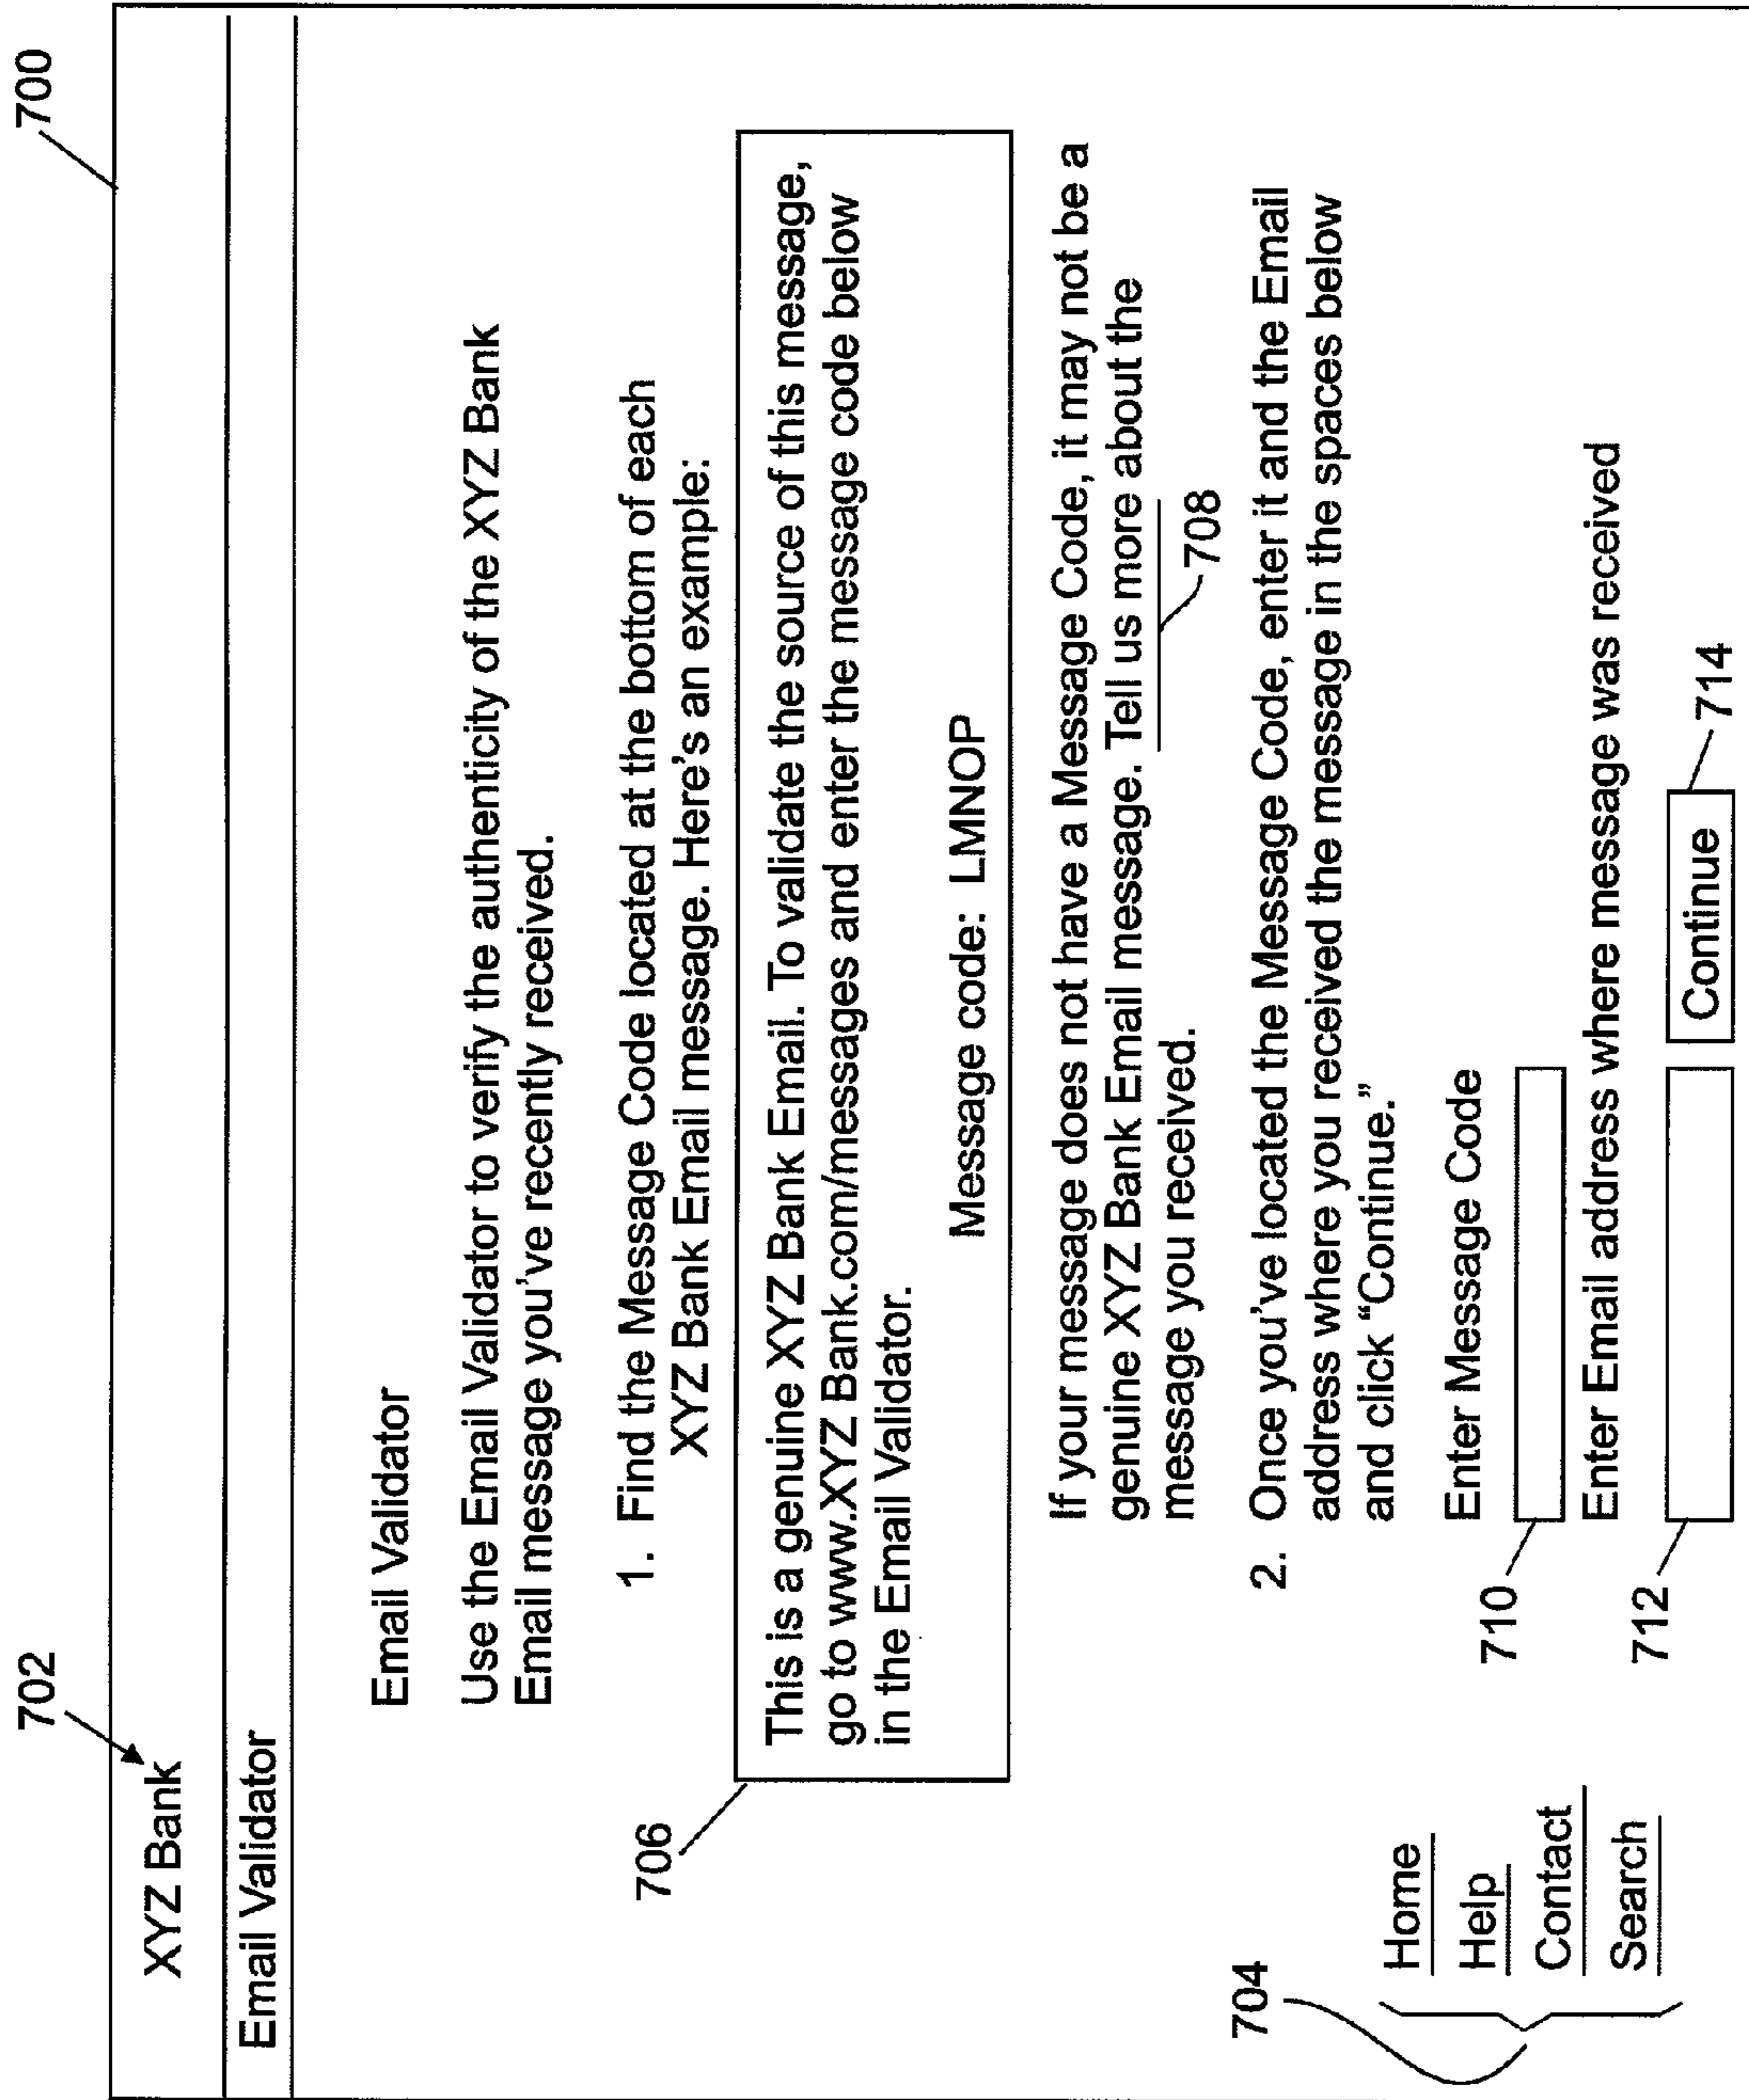 700
702
XYZ Bank
Email Validator
Email Validator
Use the Email Validator to verify the authenticity of the XYZ Bank
Email message you've recently received.
1. Find the Message Code located at the bottom of each
XYZ Bank Email message. Here's an example:
706
This is a genuine XYZ Bank Email. To validate the source of this message,
go to www.XYZ Bank.com/messages and enter the message code below
in the Email Validator.
Message code: LMNOP
If your message does not have a Message Code, it may not be a
genuine XYZ Bank Email message. Tell us more about the
message you received.
708
2. Once you've located the Message Code, enter it and the Email
address where you received the message in the spaces below
and click "Continue."
704
Home
Help
Contact
Search
Enter Message Code
710
Enter Email address where message was received
712
Continue
714